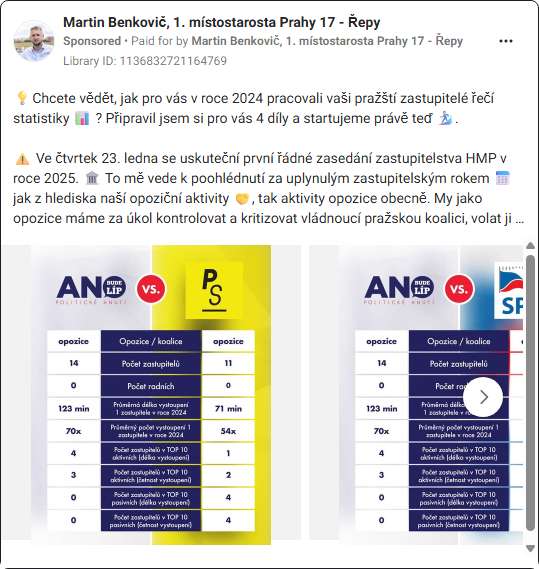 Martin Benkovič, 1. místostarosta Prahy 17 - Řepy
Sponsored • Paid for by Martin Benkovič, 1. místostarosta Prahy 17 - Řepy
Library ID: 1136832721164769
💡 Chcete vědět, jak pro vás v roce 2024 pracovali vaši pražští zastupitelé řečí
statistiky 📊 ? Připravil jsem si pro vás 4 díly a startujeme právě teď 🏂.
⚠️ Ve čtvrtek 23. ledna se uskuteční první řádné zasedání zastupitelstva HMP v
roce 2025. 🏛️ To mě vede k poohlédnutí za uplynulým zastupitelským rokem 📅
jak z hlediska naší opoziční aktivity 🤝, tak aktivity opozice obecně. My jako
opozice máme za úkol kontrolovat a kritizovat vládnoucí pražskou koalici, volat ji ...
ANO BUDE LÍP VS. PS
POLITICKÉ HNUTÍ
opozice Opozice / koalice opozice
14 Počet zastupitelů 11
0 Počet radních 0
123 min Průměrná délka vystoupení 1 zastupitele v roce 2024 71 min
70x Průměrný počet vystoupení 1 zastupitele v roce 2024 54x
4 Počet zastupitelů v TOP 10 aktivních (délka vystoupení) 1
3 Počet zastupitelů v TOP 10 aktivních (četnost vystoupení) 2
0 Počet zastupitelů v TOP 10 pasivních (délka vystoupení) 4
0 Počet zastupitelů v TOP 10 pasivních (četnost vystoupení) 4
ANO BUDE LÍP VS. SP
POLITICKÉ HNUTÍ
opozice Opozice / koalice
14 Počet zastupitelů
0 Počet radn
123 min Průměrná délka vystoupení 1 zastupitele v roce 2024
70x Průměrný počet vystoupení 1 zastupitele v roce 2024
4 Počet zastupitelů v TOP 10 aktivních (délka vystoupení)
3 Počet zastupitelů v TOP 10 aktivních (četnost vystoupení)
0 Počet zastupitelů v TOP 10 pasivních (délka vystoupení)
0 Počet zastupitelů v TOP 10 pasivních (četnost vystoupení)